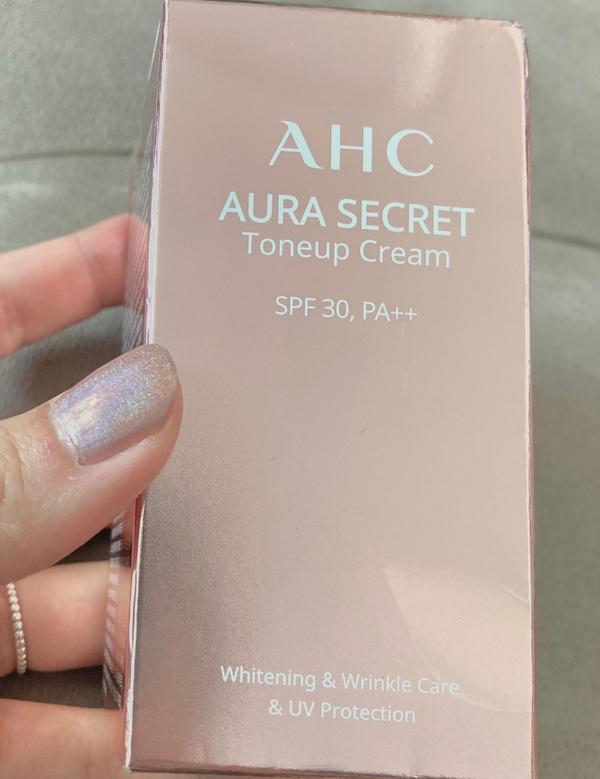 AHC
AURA SECRET
Toneup Cream
SPF 30, PA++
Whitening & Wrinkle Care
& UV Protection